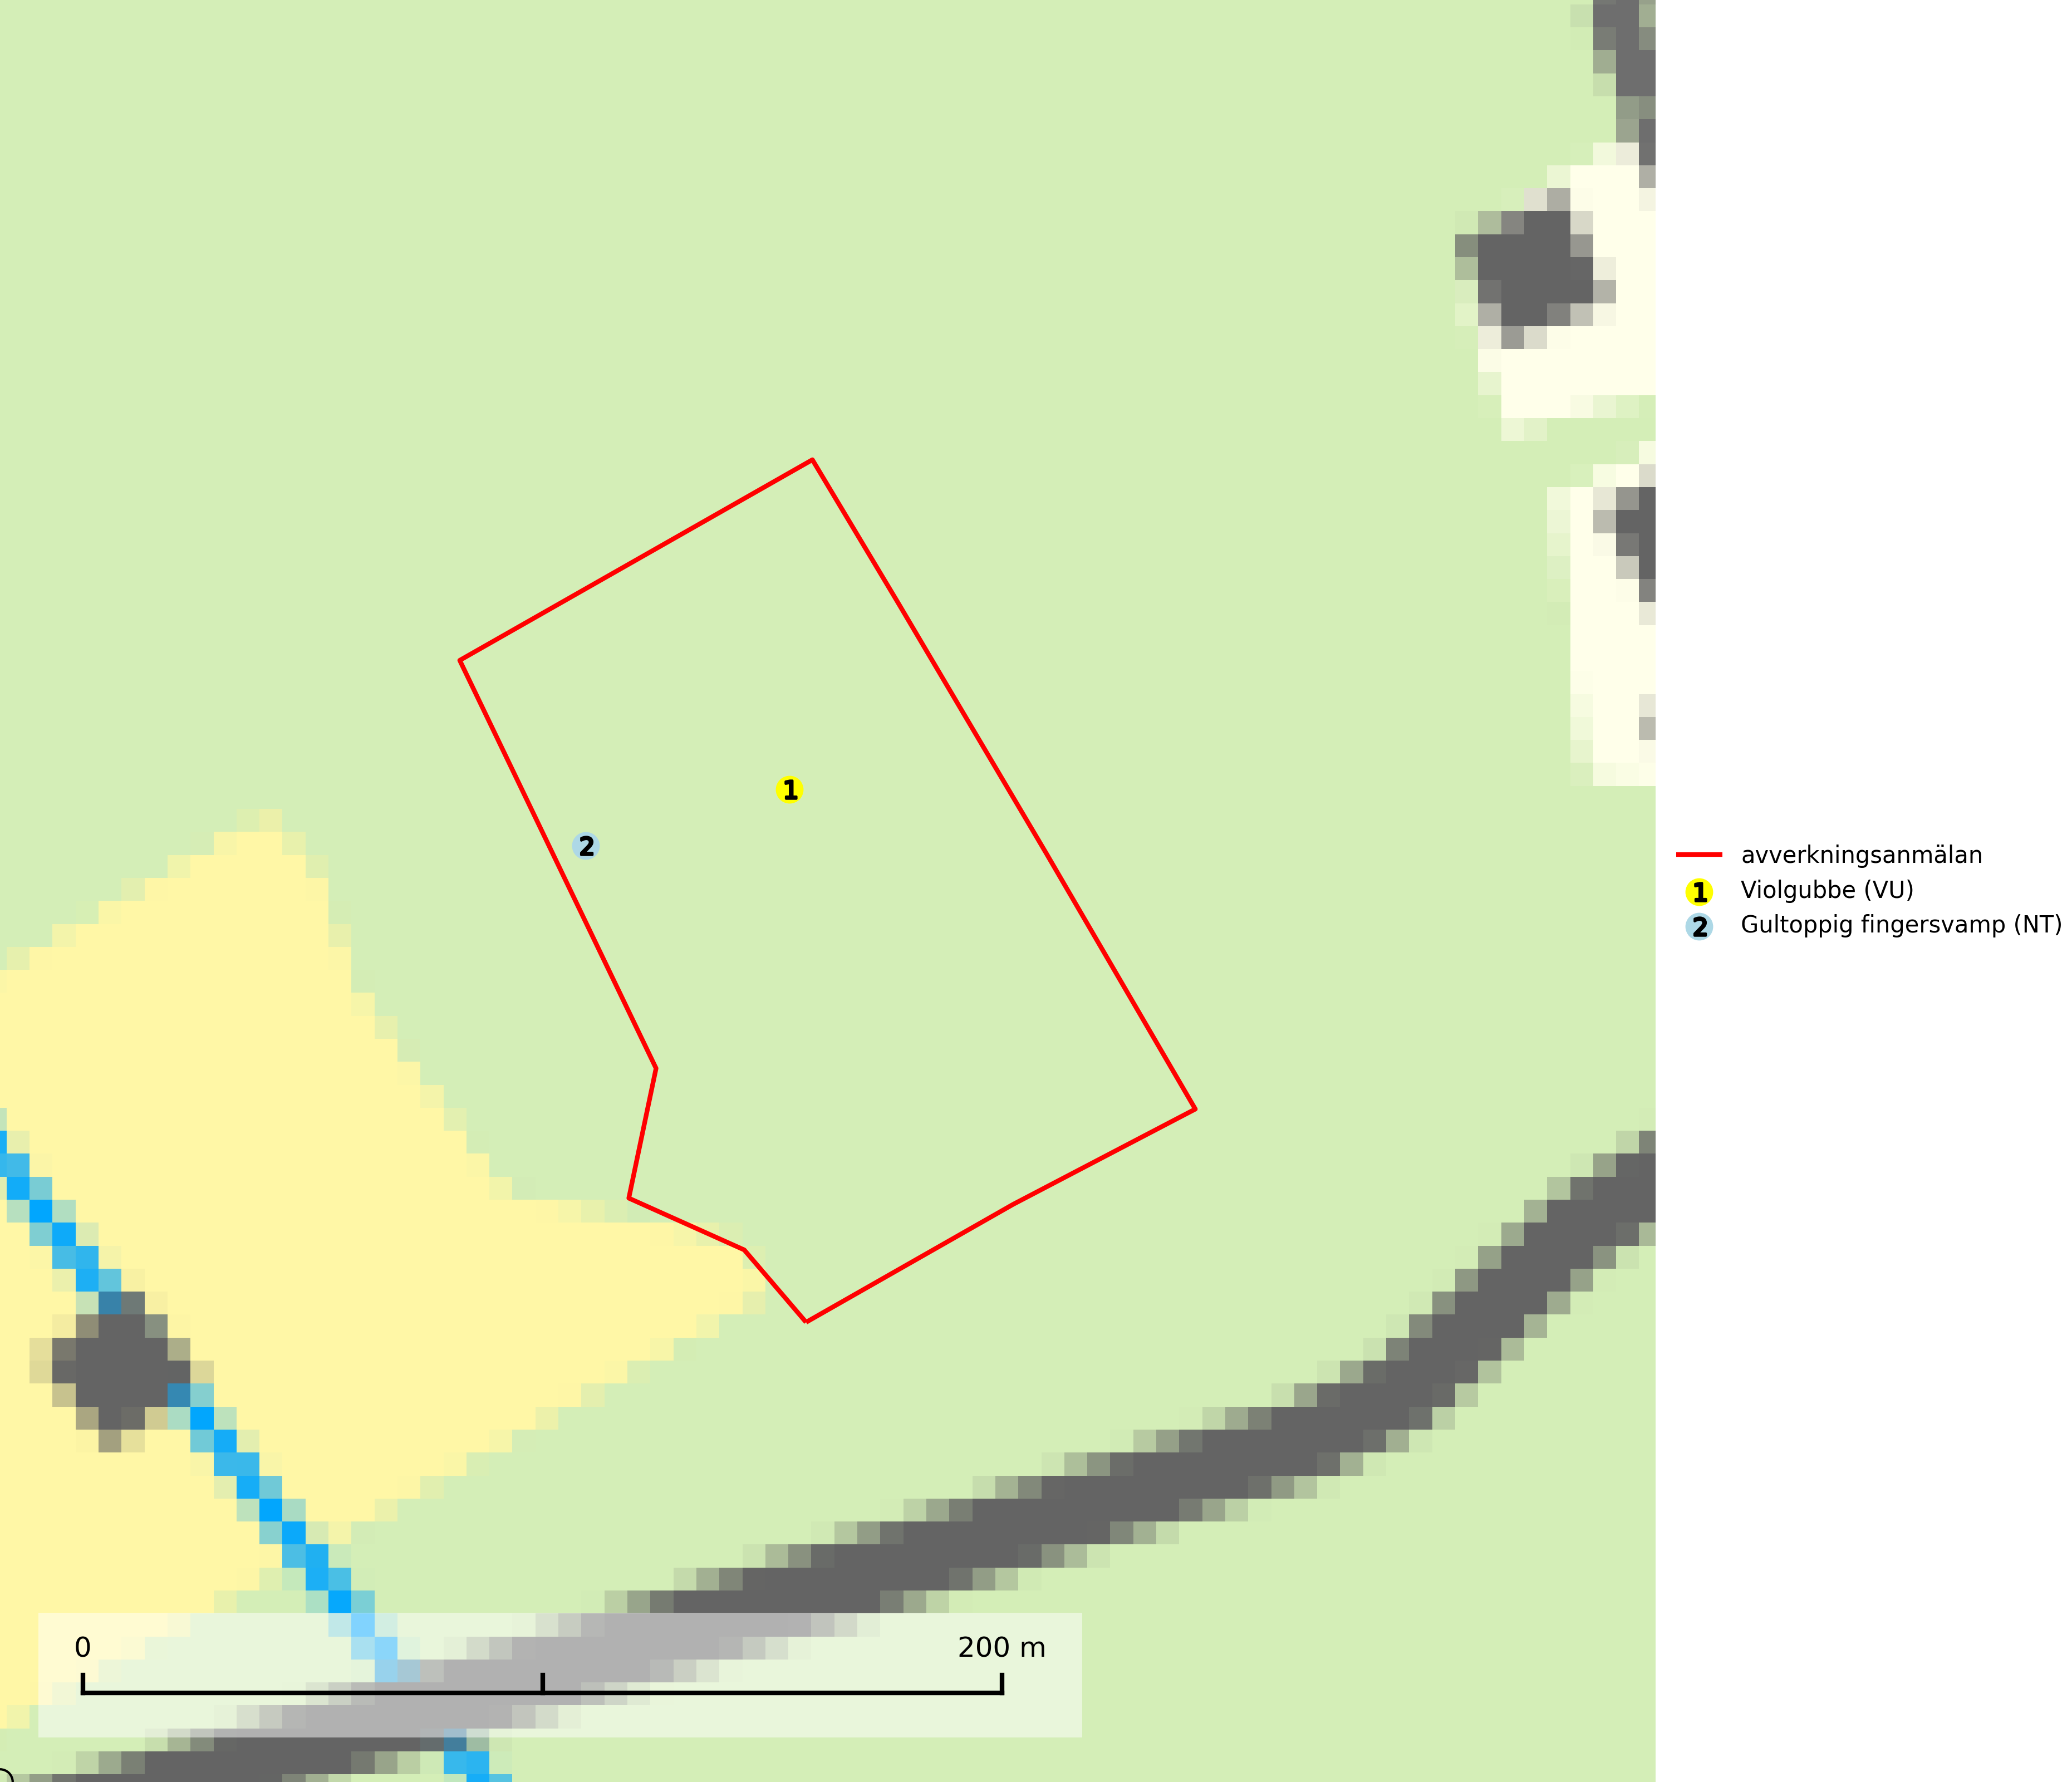 1
2
avverkningsanmälan
1 Violgubbe (VU)
2 Gultoppig fingersvamp (NT)
0 200 m